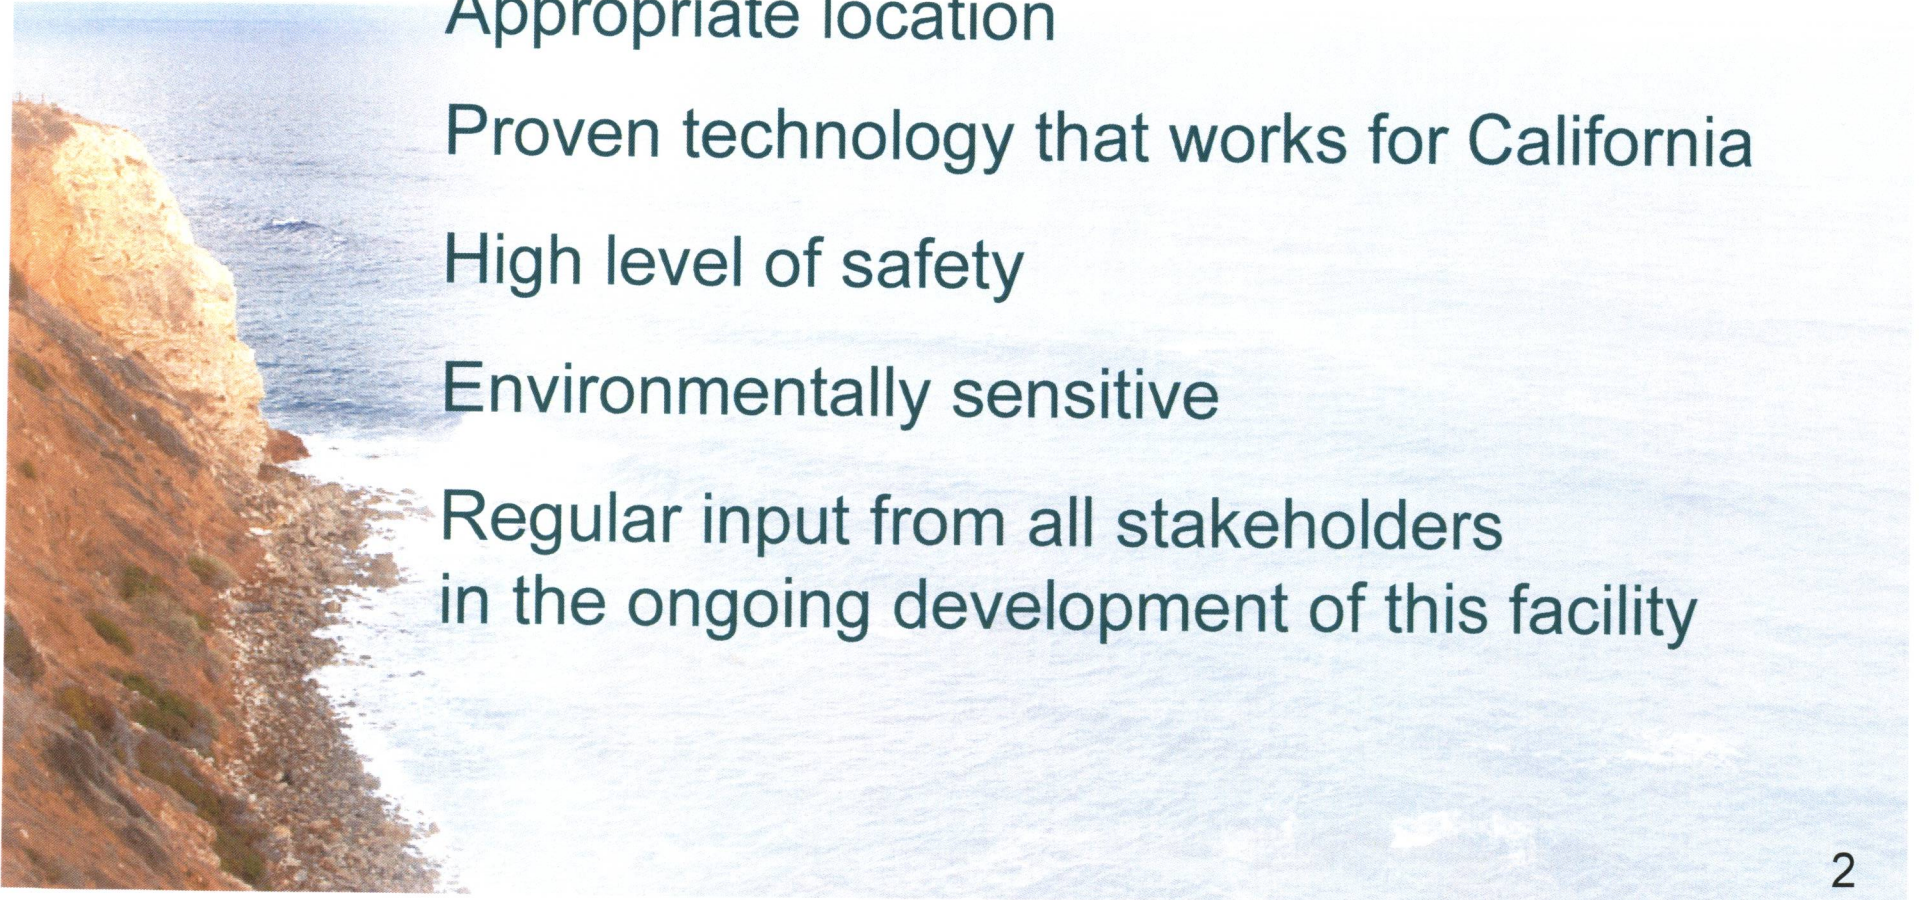 Appropriate location
Proven technology that works for California
High level of safety
Environmentally sensitive
Regular input from all stakeholders
in the ongoing development of this facility
2